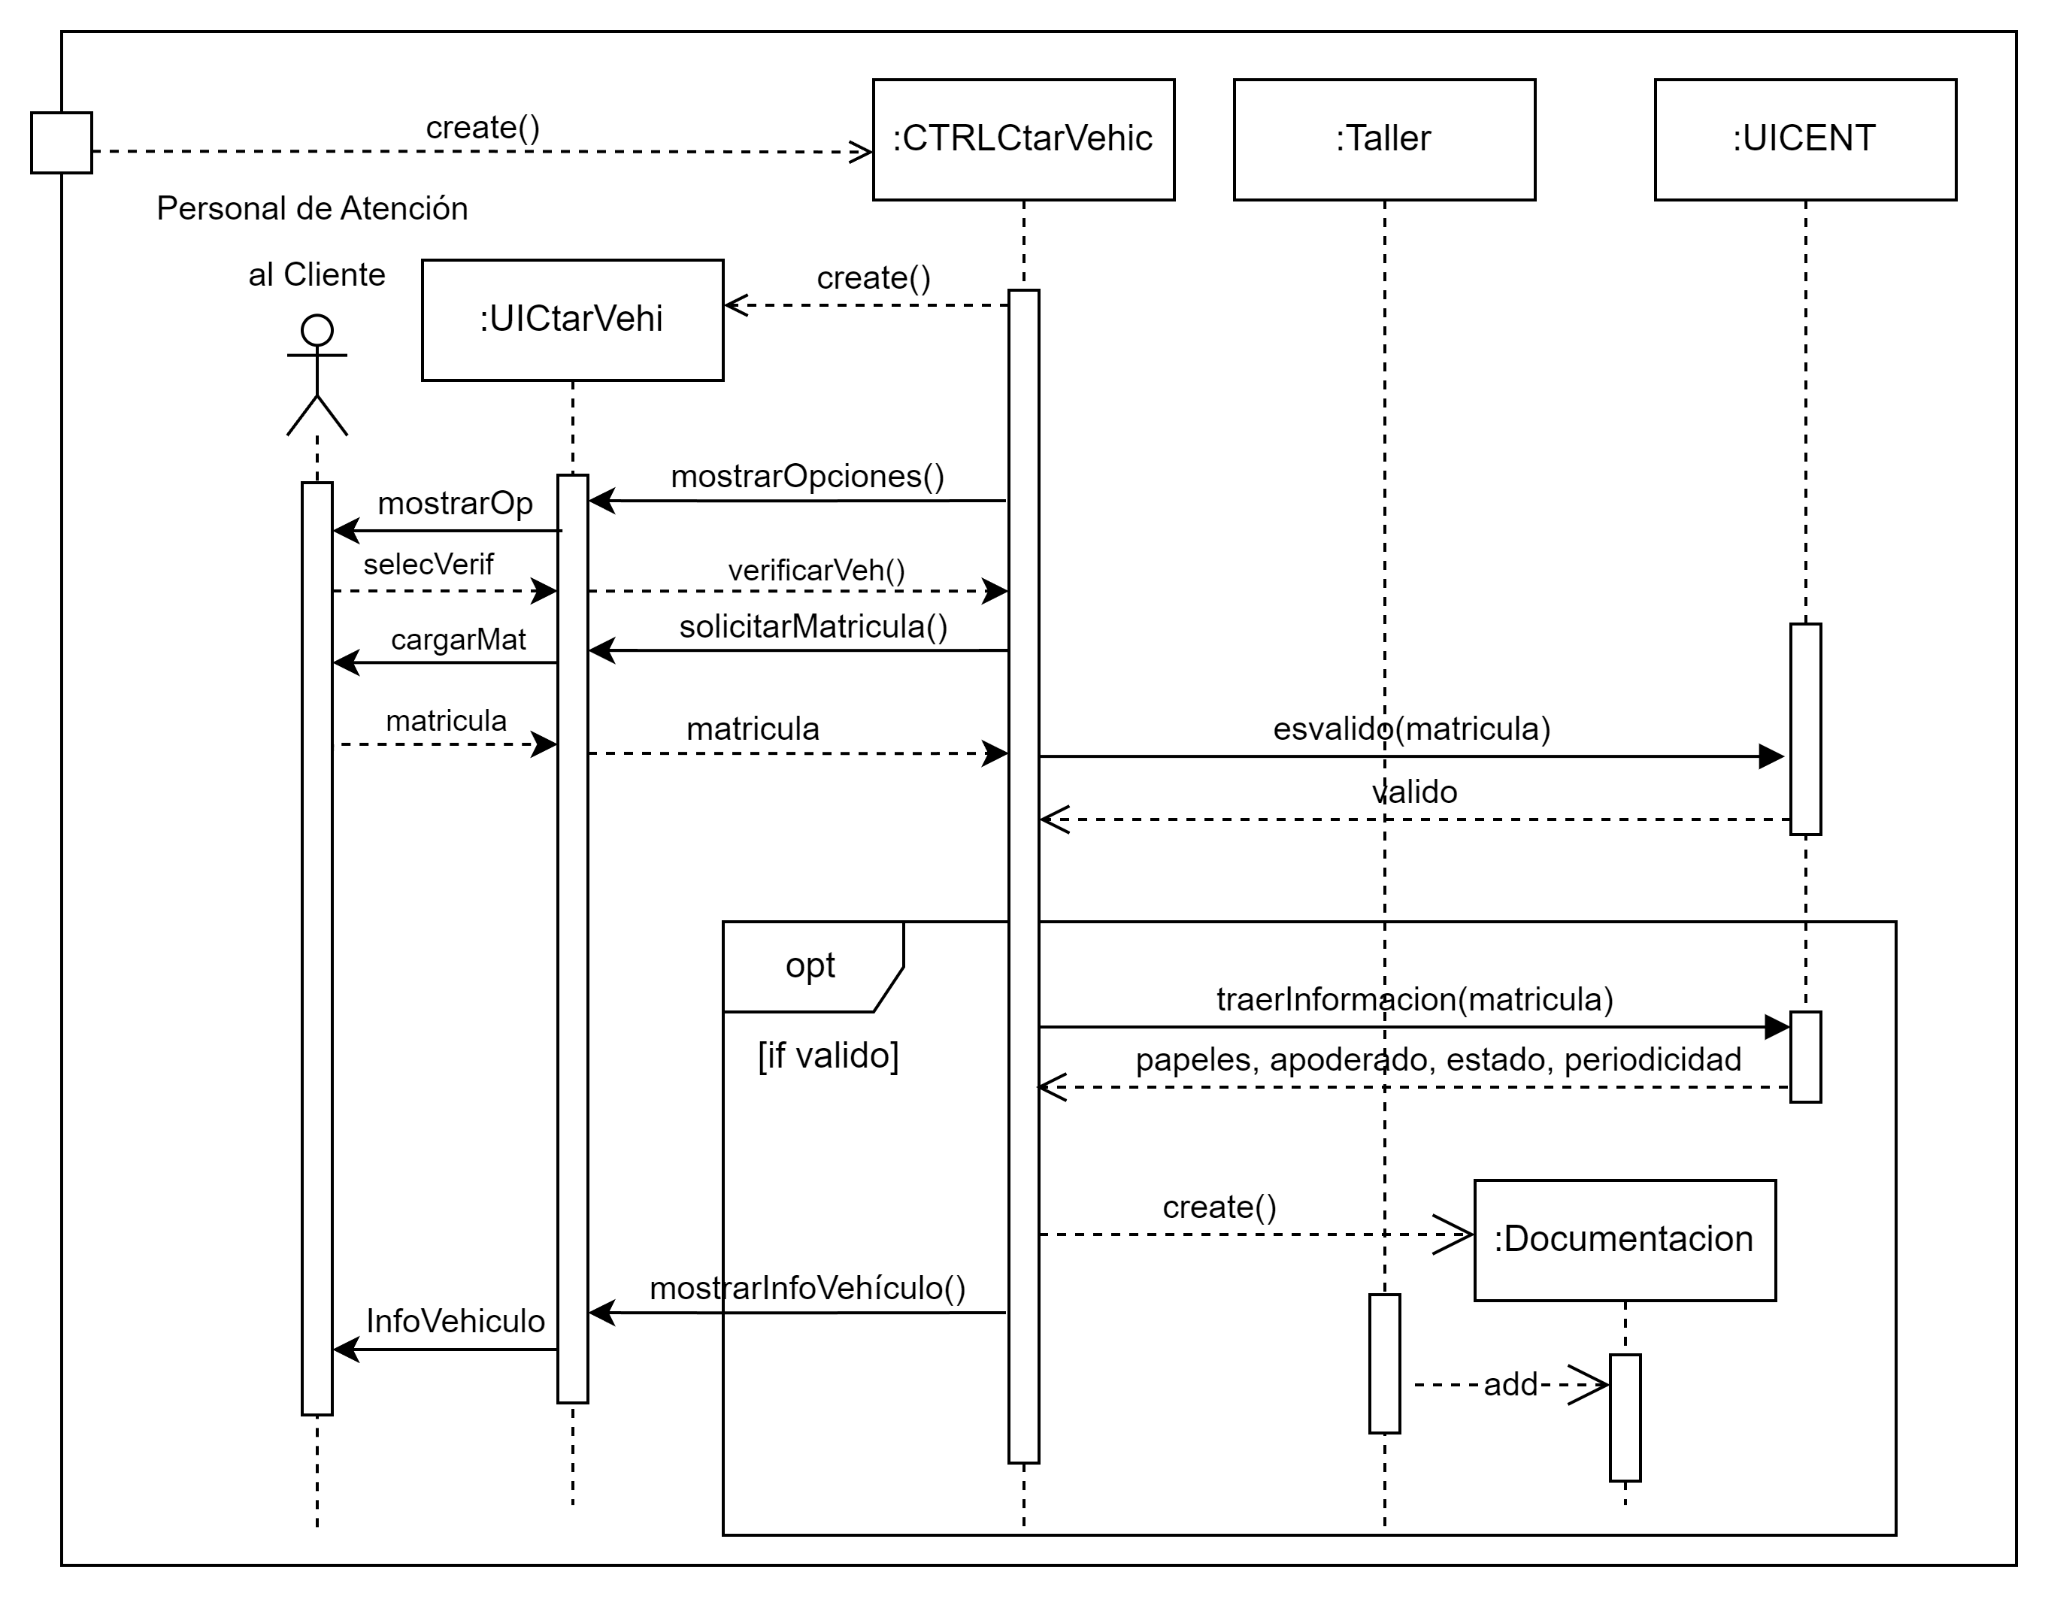 create()
:CTRLCtarVehic
:Taller
:UICENT
Personal de Atención
al Cliente
:UICtarVehi
create()
mostrarOpciones()
mostrarOp
selecVerif
verificarVeh()
solicitarMatricula()
cargarMat
matricula
matricula
esvalido(matricula)
valido
opt
traerInformacion(matricula)
[if valido]
papeles, apoderado, estado, periodicidad
create()
:Documentacion
mostrarInfoVehículo()
InfoVehiculo
add